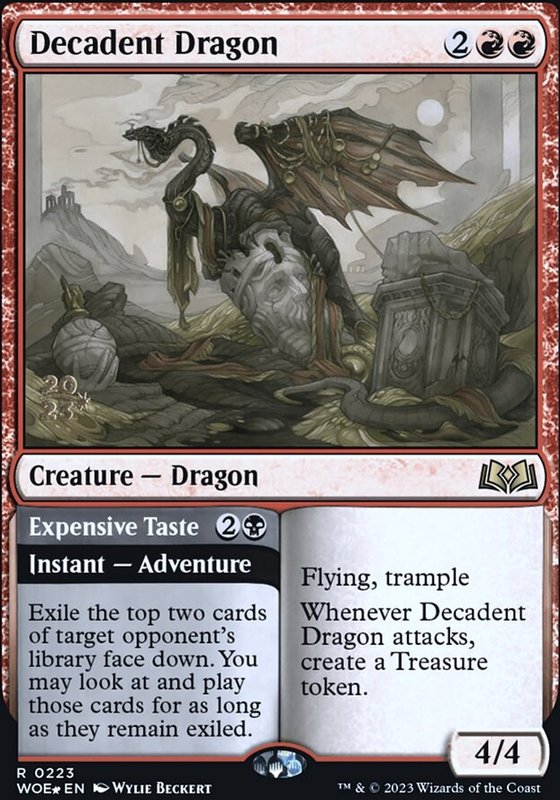 Decadent Dragon 2
20
23*
Creature — Dragon
Expensive Taste 2
Instant — Adventure
Exile the top two cards
of target opponent's
library face down. You
may look at and play
those cards for as long
as they remain exiled.
Flying, trample
Whenever Decadent
Dragon attacks,
create a Treasure
token.
4/4
R 0223
WOE★EN Wylie Beckert
™ & © 2023 Wizards of the Coast